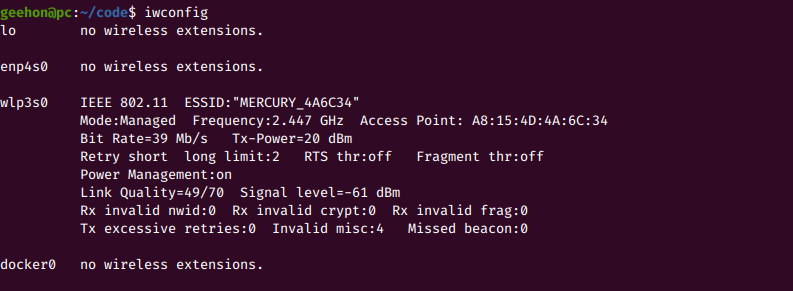 geehon@pc:~/code$ iwconfig
lo        no wireless extensions.
enp4s0    no wireless extensions.
wlp3s0    IEEE 802.11  ESSID:"MERCURY_4A6C34"
          Mode:Managed  Frequency:2.447 GHz  Access Point: A8:15:4D:4A:6C:34
          Bit Rate=39 Mb/s   Tx-Power=20 dBm
          Retry short  long limit:2   RTS thr:off   Fragment thr:off
          Power Management:on
          Link Quality=49/70  Signal level=-61 dBm
          Rx invalid nwid:0  Rx invalid crypt:0  Rx invalid frag:0
          Tx excessive retries:0  Invalid misc:4   Missed beacon:0
docker0   no wireless extensions.